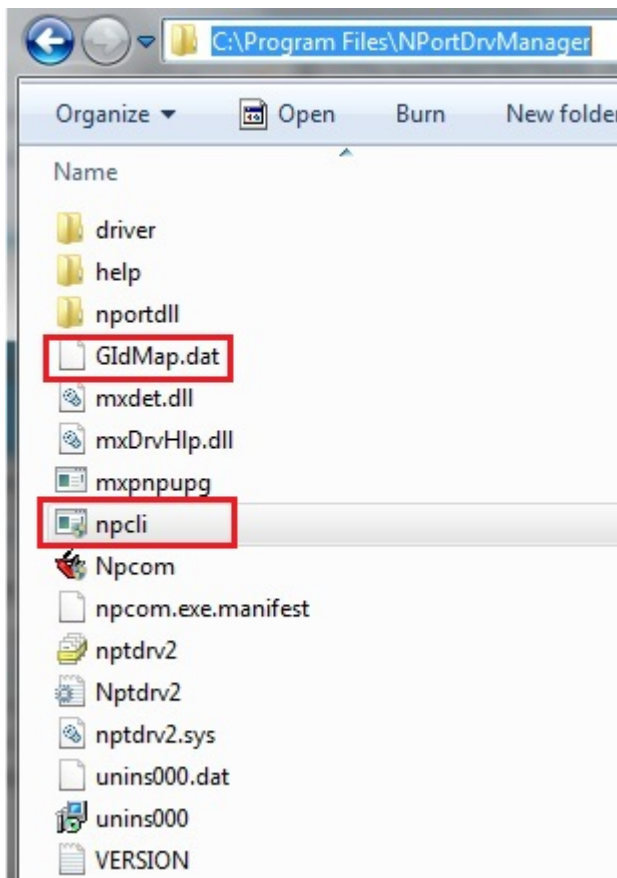 C:\Program Files\NPortDrvManager
Organize Open Burn New folder
Name
driver
help
nportdll
GIdMap.dat
mxdet.dll
mxDrvHlp.dll
mxpnpupg
npcli
Npcom
npcom.exe.manifest
nptdrv2
Nptdrv2
nptdrv2.sys
unins000.dat
unins000
VERSION